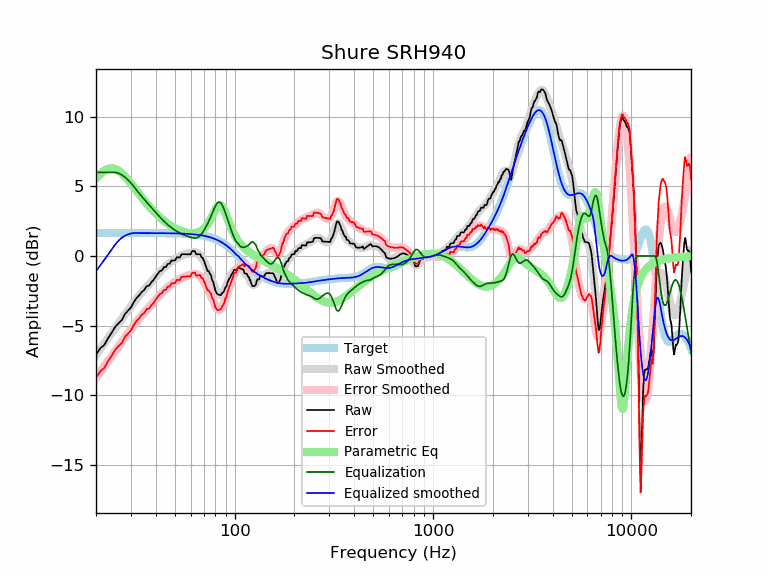 Shure SRH940
Amplitude (dBr)
10
5
0
−5
−10
−15
Target
Raw Smoothed
Error Smoothed
Raw
Error
Parametric Eq
Equalization
Equalized smoothed
100
1000
10000
Frequency (Hz)